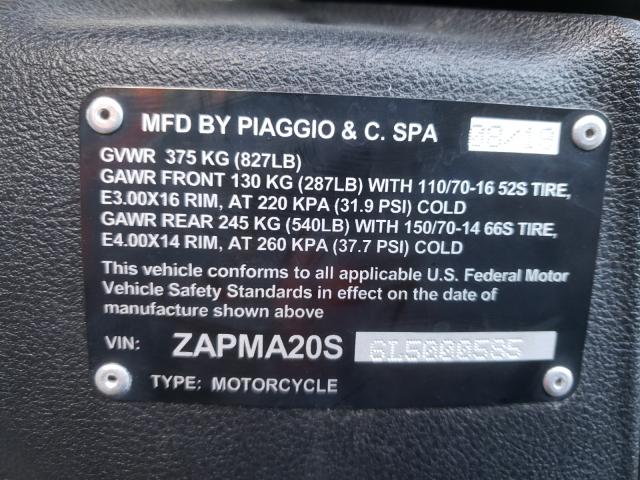 MFD BY PIAGGIO & C. SPA 08/19
GVWR 375 KG (827LB)
GAWR FRONT 130 KG (287LB) WITH 110/70-16 52S TIRE,
E3.00X16 RIM, AT 220 KPA (31.9 PSI) COLD
GAWR REAR 245 KG (540LB) WITH 150/70-14 66S TIRE,
E4.00X14 RIM, AT 260 KPA (37.7 PSI) COLD
This vehicle conforms to all applicable U.S. Federal Motor
Vehicle Safety Standards in effect on the date of
manufacture shown above
VIN: ZAPMA20S 6L5000585
TYPE: MOTORCYCLE